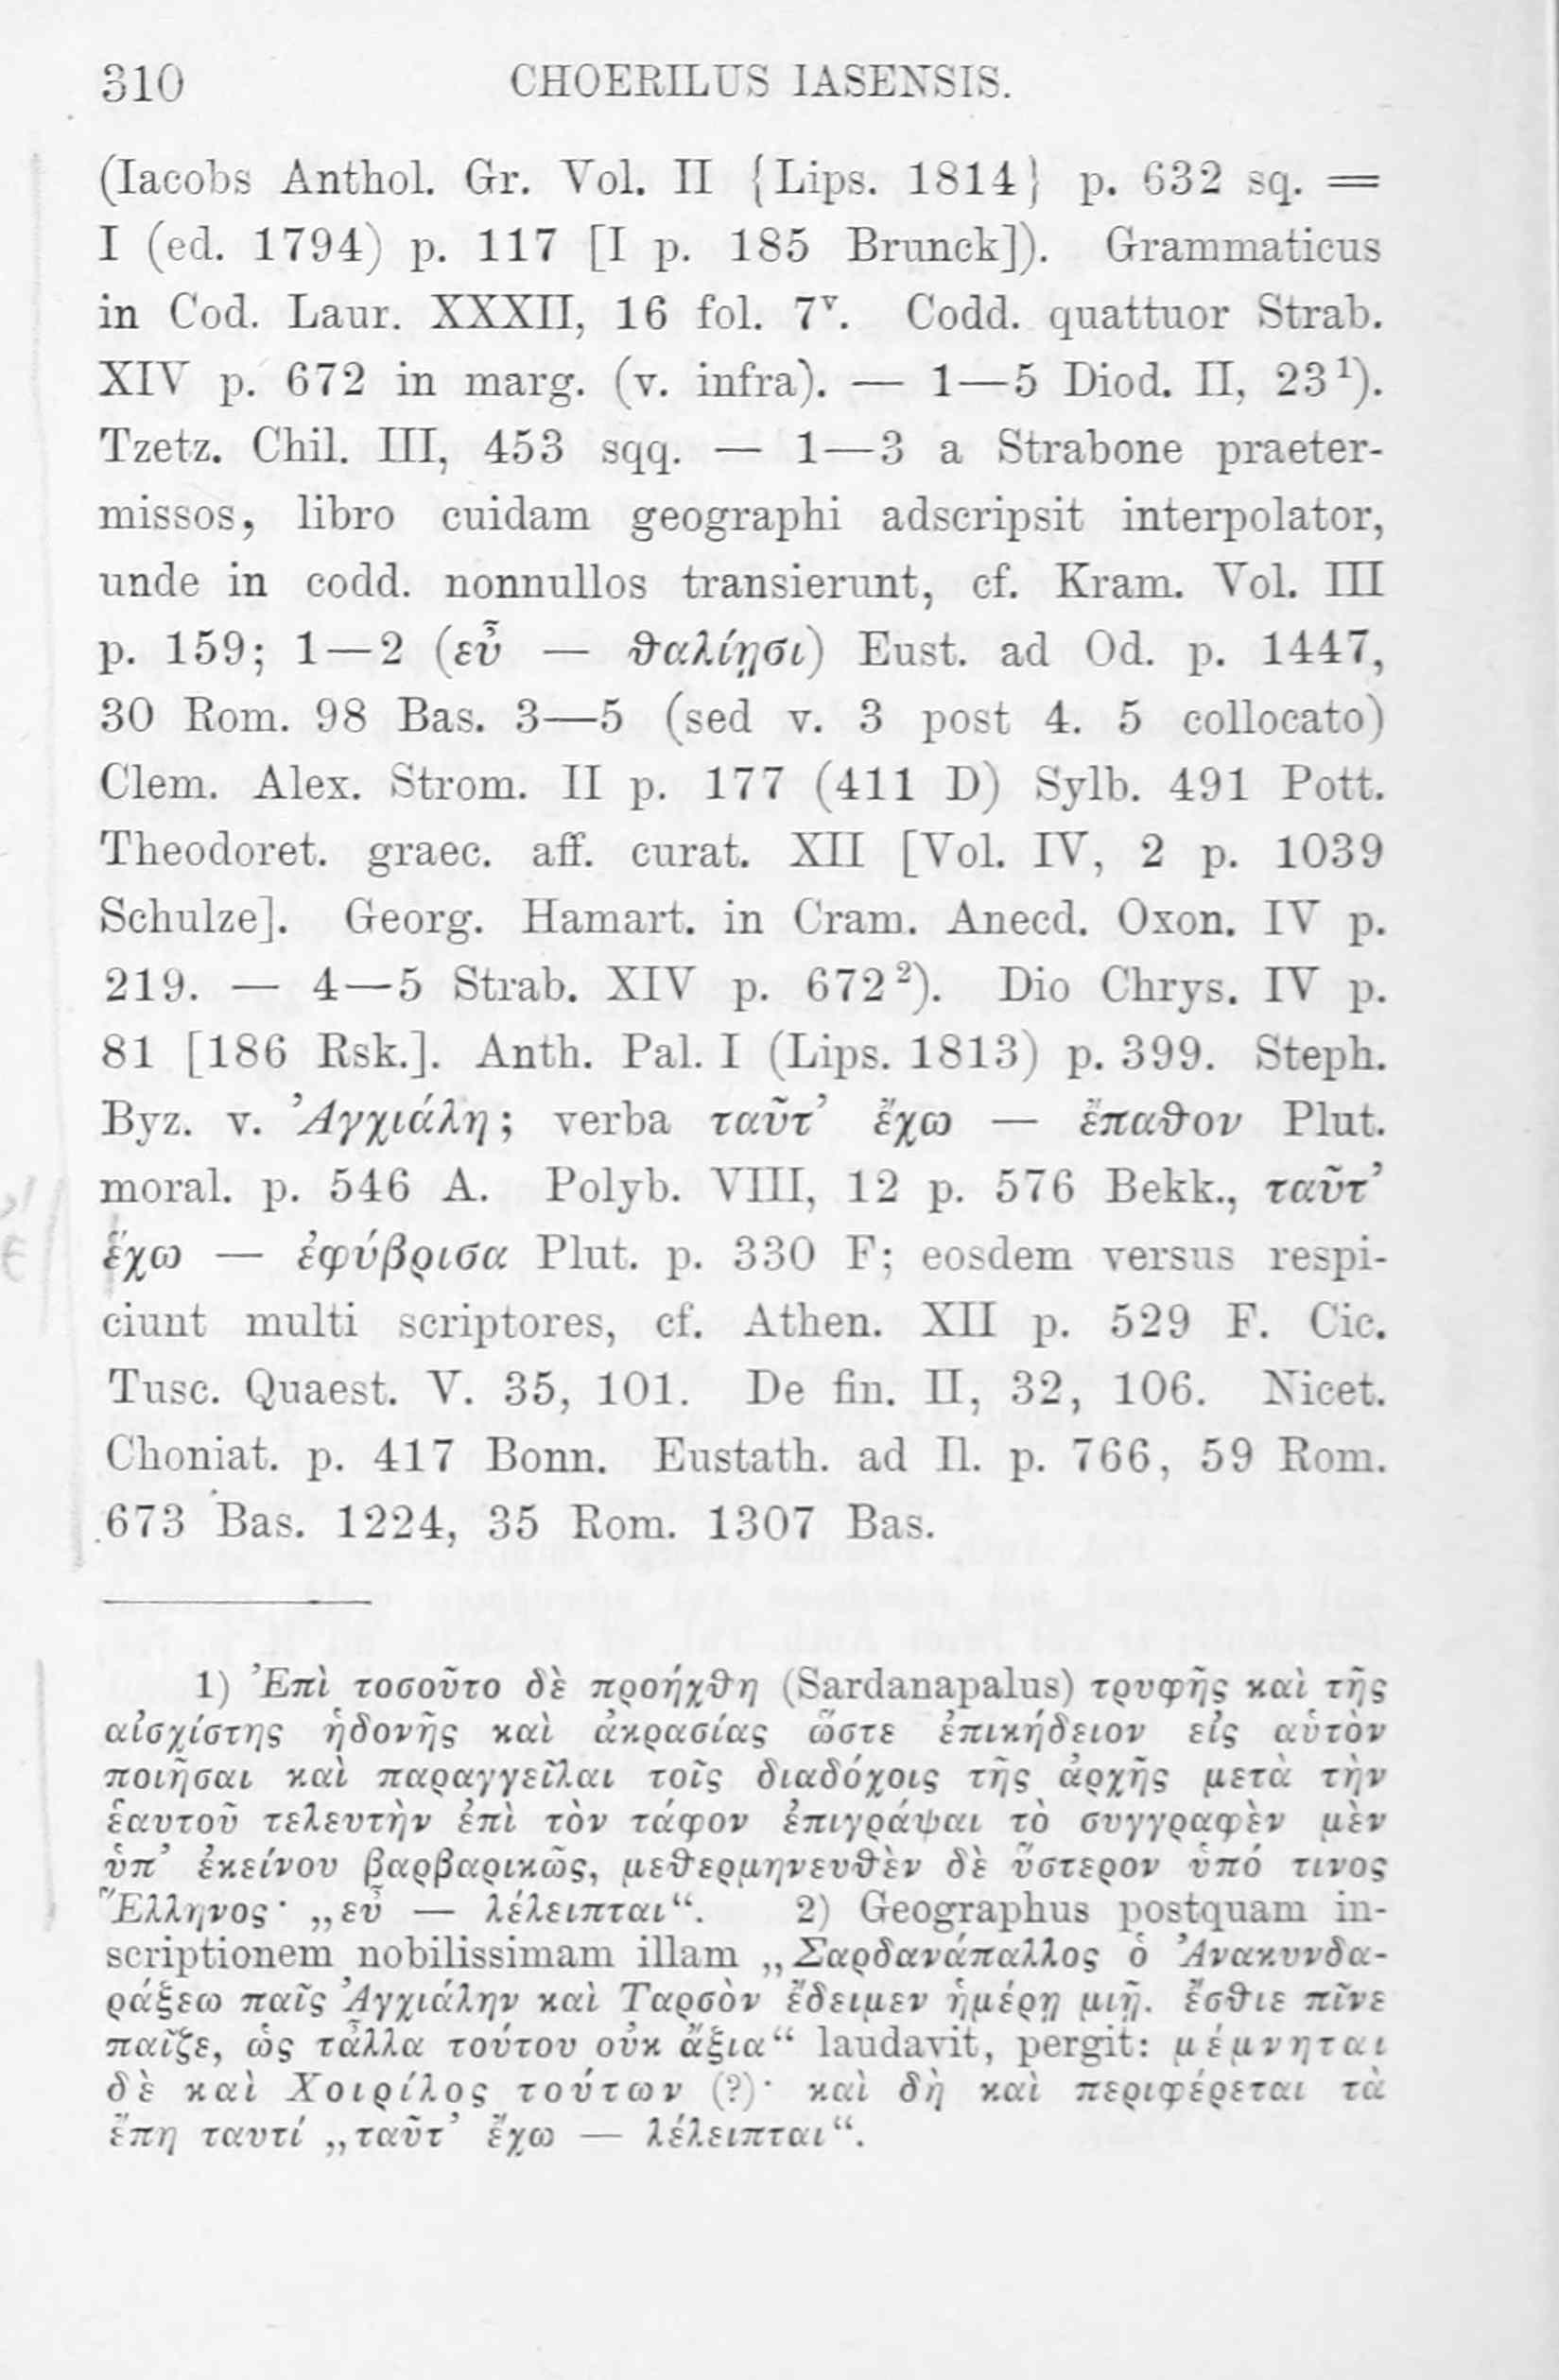 310 CHOERILUS IASENSIS.
(Iacobs Anthol. Gr. Vol. II {Lips. 1814} p. 632 sq. =
I (ed. 1794) p. 117 [I p. 185 Brunck]). Grammaticus
in Cod. Laur. XXXII, 16 fol. 7ᵛ. Codd. quattuor Strab.
XIV p. 672 in marg. (v. infra). — 1—5 Diod. II, 23¹).
Tzetz. Chil. III, 453 sqq. — 1—3 a Strabone praeter-
missos, libro cuidam geographi adscripsit interpolator,
unde in codd. nonnullos transierunt, cf. Kram. Vol. III
p. 159; 1—2 (εὖ — ϑαλίῃσι) Eust. ad Od. p. 1447,
30 Rom. 98 Bas. 3—5 (sed v. 3 post 4. 5 collocato)
Clem. Alex. Strom. II p. 177 (411 D) Sylb. 491 Pott.
Theodoret. graec. aff. curat. XII [Vol. IV, 2 p. 1039
Schulze]. Georg. Hamart. in Cram. Anecd. Oxon. IV p.
219. — 4—5 Strab. XIV p. 672²). Dio Chrys. IV p.
81 [186 Rsk.]. Anth. Pal. I (Lips. 1813) p. 399. Steph.
Byz. v. Ἀγχιάλη; verba ταῦτ’ ἔχω — ἔπαϑον Plut.
moral. p. 546 A. Polyb. VIII, 12 p. 576 Bekk., ταῦτ’
ἔχω — ἐφύβρισα Plut. p. 330 F; eosdem versus respi-
ciunt multi scriptores, cf. Athen. XII p. 529 F. Cic.
Tusc. Quaest. V. 35, 101. De fin. II, 32, 106. Nicet.
Choniat. p. 417 Bonn. Eustath. ad Il. p. 766, 59 Rom.
673 Bas. 1224, 35 Rom. 1307 Bas.
1) Ἐπὶ τοσοῦτο δὲ προήχϑη (Sardanapalus) τρυφῆς καὶ τῆς
αἰσχίστης ἡδονῆς καὶ ἀκρασίας ὥστε ἐπικήδειον εἰς αὑτὸν
ποιῆσαι καὶ παραγγεῖλαι τοῖς διαδόχοις τῆς ἀρχῆς μετὰ τὴν
ἑαυτοῦ τελευτὴν ἐπὶ τὸν τάφον ἐπιγράψαι τὸ συγγραφὲν μὲν
ὑπ’ ἐκείνου βαρβαρικῶς, μεϑερμηνευϑὲν δὲ ὕστερον ὑπό τινος
Ἕλληνος· „εὖ — λέλειπται“. 2) Geographus postquam in-
scriptionem nobilissimam illam „Σαρδανάπαλλος ὁ Ἀνακυνδα-
ράξεω παῖς Ἀγχιάλην καὶ Ταρσὸν ἔδειμεν ἡμέρῃ μιῇ. ἔσϑιε πῖνε
παῖζε, ὡς τἆλλα τούτου οὐκ ἄξια“ laudavit, pergit: μέμνηται
δὲ καὶ Χοιρίλος τούτων (?)· καὶ δὴ καὶ περιφέρεται τὰ
ἔπη ταυτί „ταῦτ’ ἔχω — λέλειπται“.